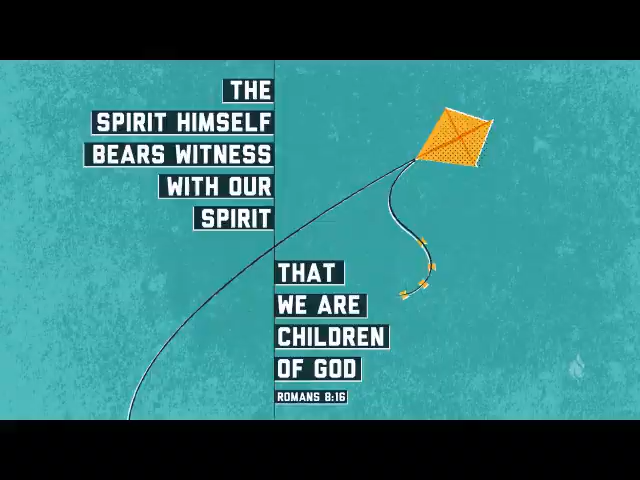 THE
SPIRIT HIMSELF
BEARS WITNESS
WITH OUR
SPIRIT
THAT
WE ARE
CHILDREN
OF GOD
ROMANS 8:16